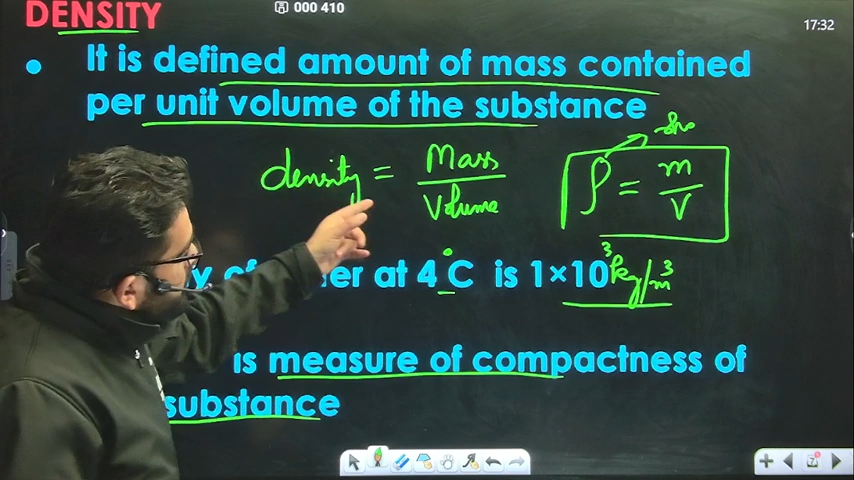 DENSITY
000 410
17:32
• It is defined amount of mass contained
per unit volume of the substance
density = Mass / Volume
ρ = m / V
rho
y of er at 4°C is 1×10³ kg/m³
is measure of compactness of
substance